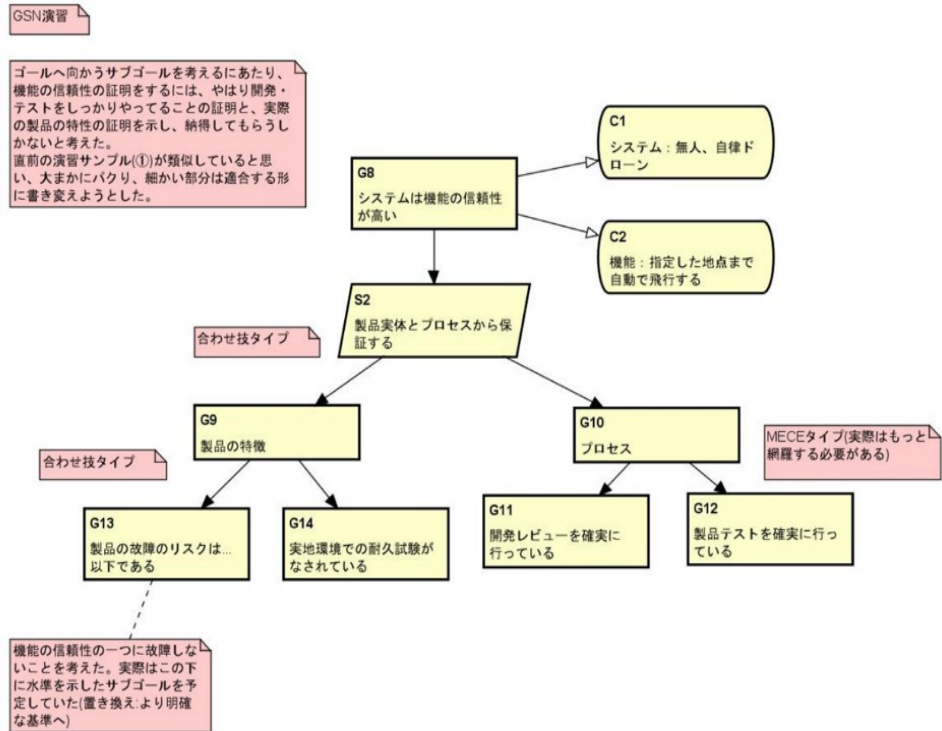 GSN演習
ゴールへ向かうサブゴールを考えるにあたり、
機能の信頼性の証明をするには、やはり開発・
テストをしっかりやってることの証明と、実際
の製品の特性の証明を示し、納得してもらうし
かないと考えた。
直前の演習サンプル(①)が類似していると思
い、大まかにパクり、細かい部分は適合する形
に書き変えようとした。
C1
システム：無人、自律ド
ローン
G8
システムは機能の信頼性
が高い
C2
機能：指定した地点まで
自動で飛行する
S2
製品実体とプロセスから保
証する
合わせ技タイプ
G9
製品の特徴
G10
プロセス
MECEタイプ(実際はもっと
網羅する必要がある)
合わせ技タイプ
G13
製品の故障のリスクは...
以下である
G14
実地環境での耐久試験が
なされている
G11
開発レビューを確実に
行っている
G12
製品テストを確実に行っ
ている
機能の信頼性の一つに故障しな
いことを考えた。実際はこの下
に水準を示したサブゴールを予
定していた(置き換え:より明確
な基準へ)